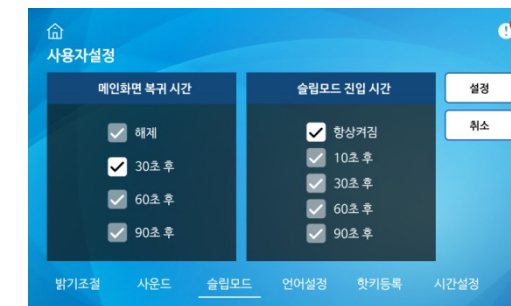 사용자설정
메인화면 복귀 시간
해제
30초 후
60초 후
90초 후
슬립모드 진입 시간
항상켜짐
10초 후
30초 후
60초 후
90초 후
설정
취소
밝기조절 사운드 슬립모드 언어설정 핫키등록 시간설정